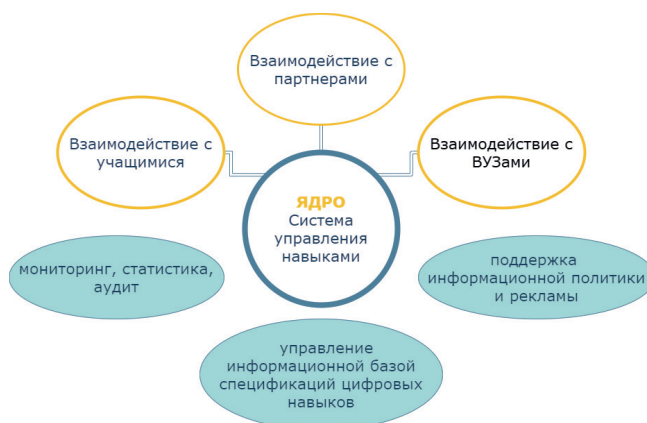 Взаимодействие с
партнерами
Взаимодействие с
учащимися
Взаимодействие с
ВУЗами
ЯДРО
Система
управления
навыками
мониторинг, статистика,
аудит
поддержка
информационной политики
и рекламы
управление
информационной базой
спецификаций цифровых
навыков